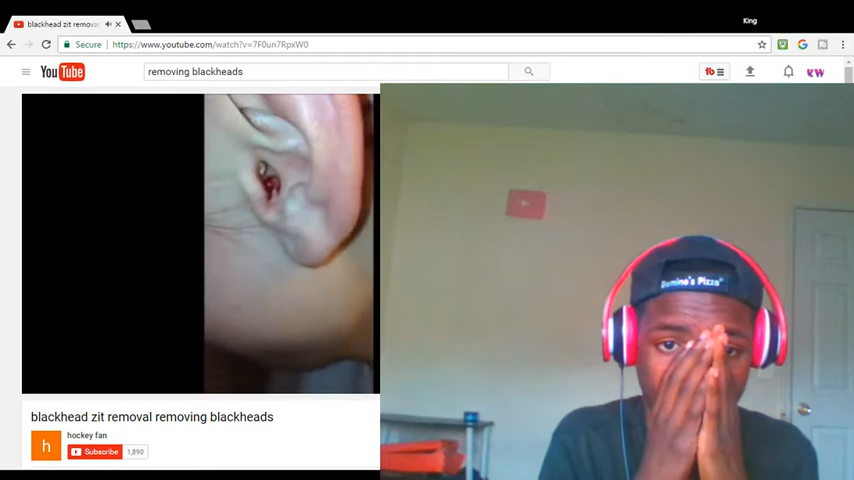 King
blackhead zit remova
Secure
https://www.youtube.com/watch?v=7F0un7RpxW0
YouTube
removing blackheads
Domino's Pizza
blackhead zit removal removing blackheads
h
hockey fan
Subscribe 1,890